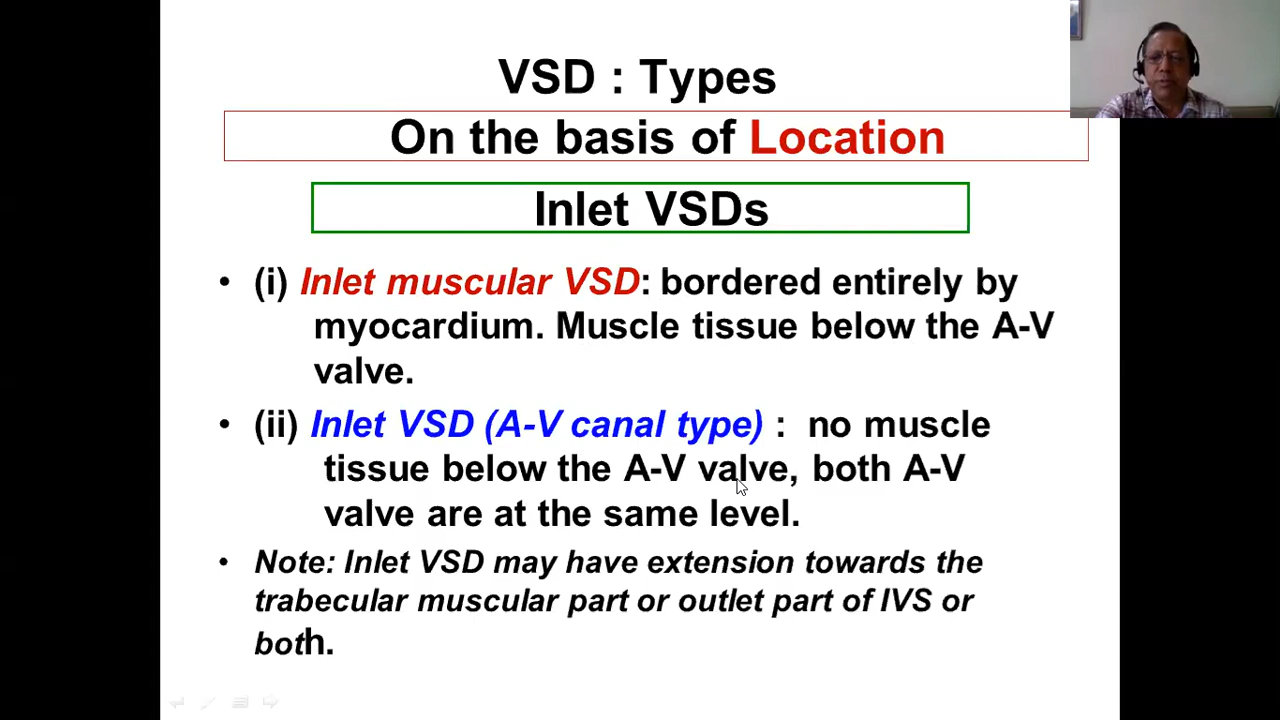 VSD : Types
On the basis of Location
Inlet VSDs
• (i) Inlet muscular VSD: bordered entirely by
myocardium. Muscle tissue below the A-V
valve.
• (ii) Inlet VSD (A-V canal type) : no muscle
tissue below the A-V valve, both A-V
valve are at the same level.
• Note: Inlet VSD may have extension towards the
trabecular muscular part or outlet part of IVS or
both.